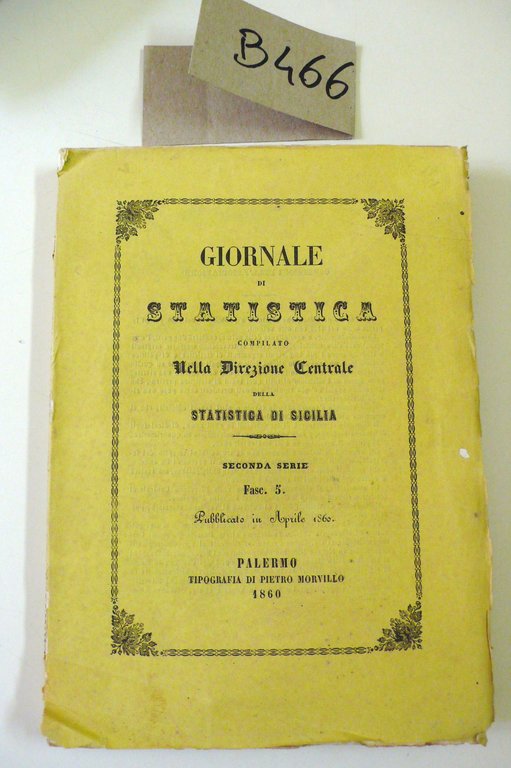 B466
GIORNALE
DI
STATISTICA
COMPILATO
Nella Direzione Centrale
DELLA
STATISTICA DI SICILIA
SECONDA SERIE
Fasc. 5.
Pubblicato in Aprile 1860.
PALERMO
TIPOGRAFIA DI PIETRO MORVILLO
1860